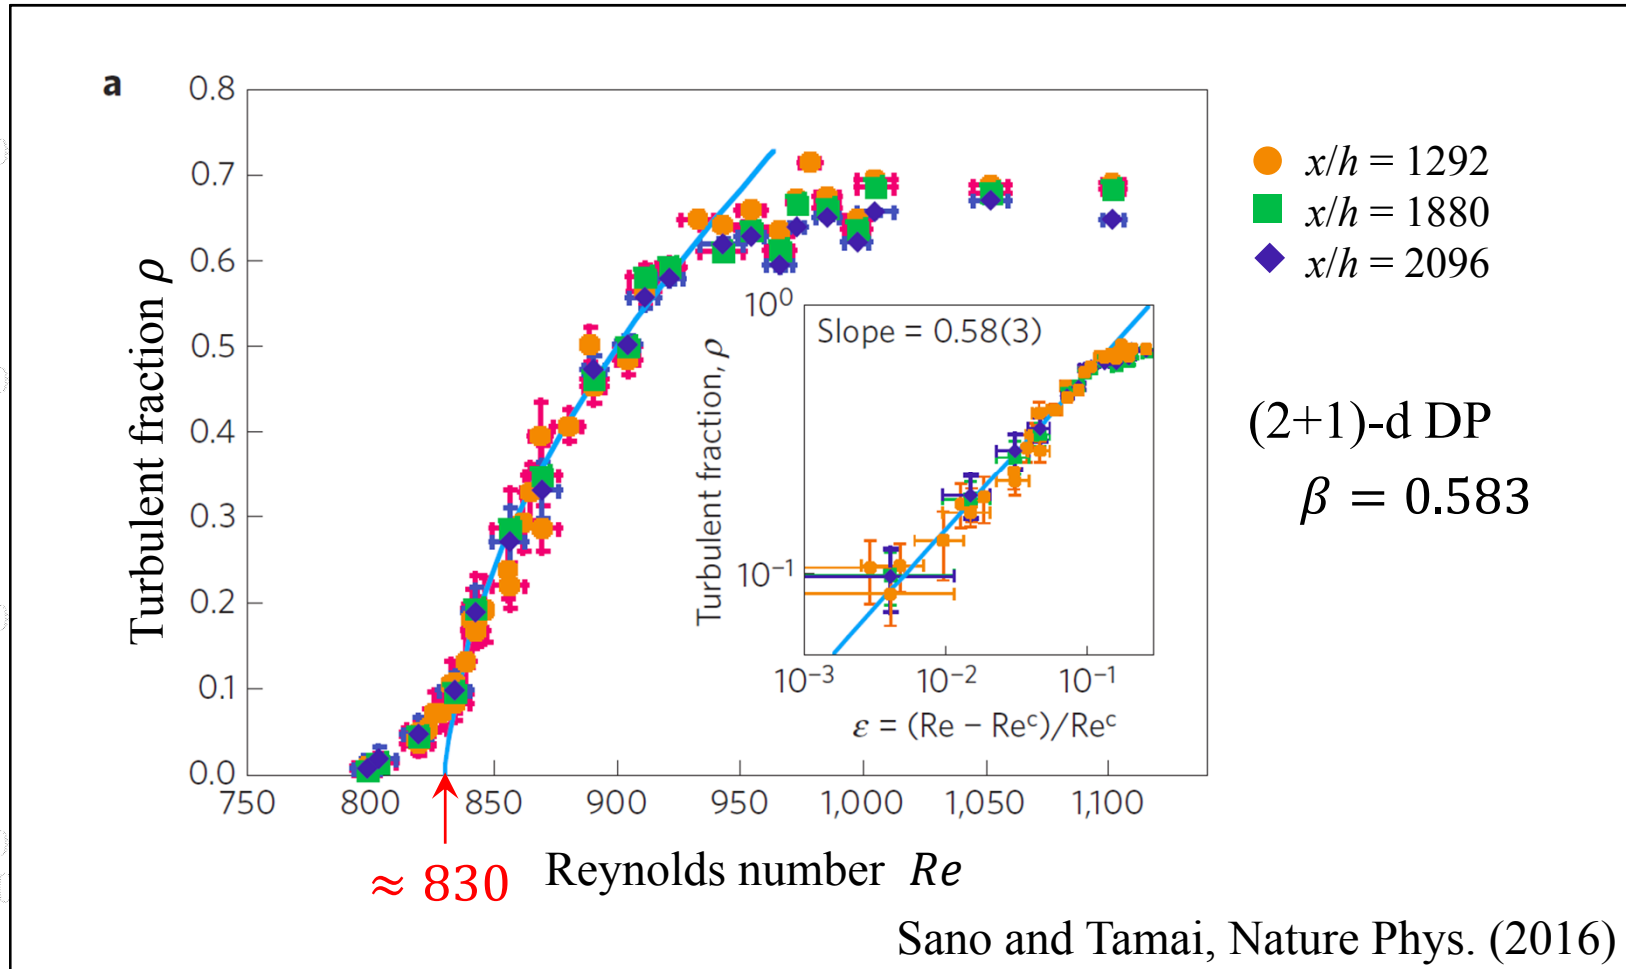 a
0.8
0.7
0.6
0.5
0.4
0.3
0.2
0.1
0.0
Turbulent fraction ρ
750 800 850 900 950 1,000 1,050 1,100
≈ 830
Reynolds number Re
x/h = 1292
x/h = 1880
x/h = 2096
Slope = 0.58(3)
10⁰
10⁻¹
Turbulent fraction, ρ
10⁻³ 10⁻² 10⁻¹
ε = (Re − Reᶜ)/Reᶜ
(2+1)-d DP
β = 0.583
Sano and Tamai, Nature Phys. (2016)